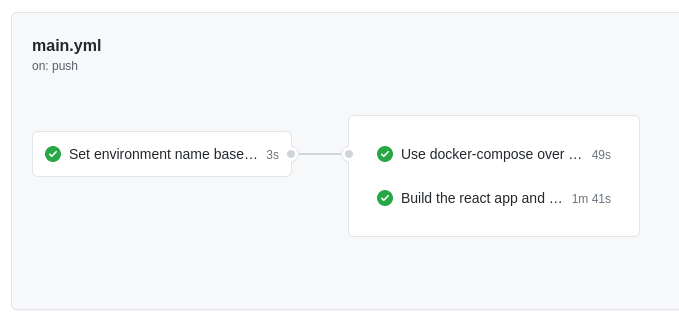 main.yml
on: push
Set environment name base... 3s
Use docker-compose over ... 49s
Build the react app and ... 1m 41s